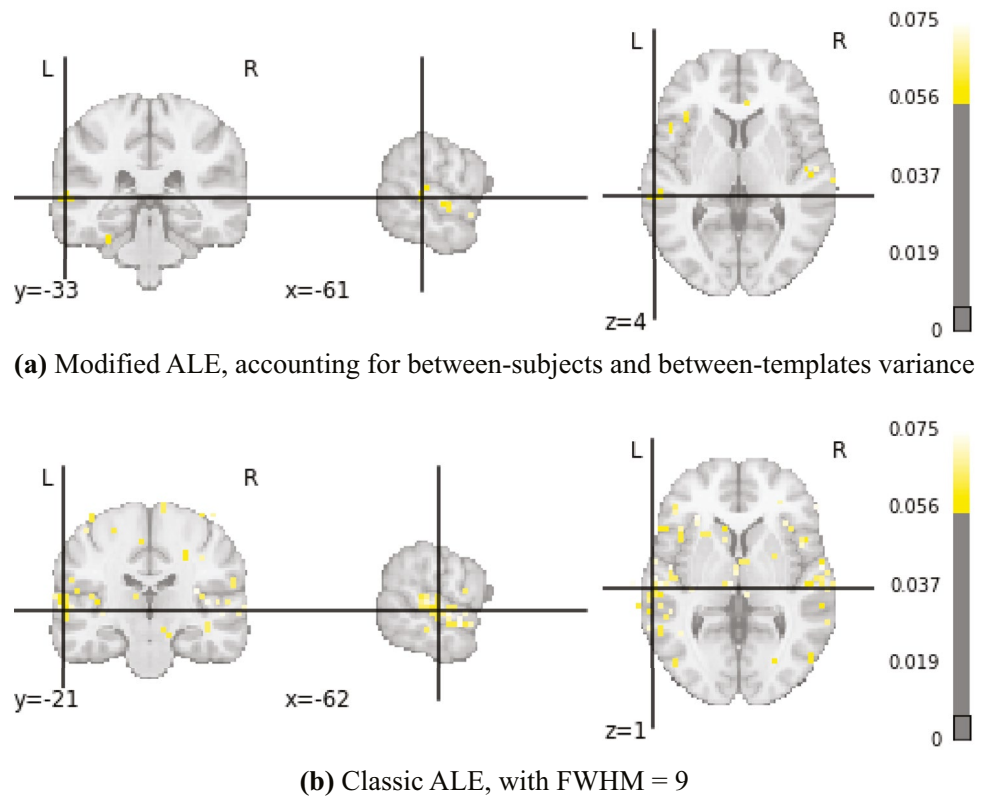 L R L R 0.075
0.056
0.037
0.019
0
y=-33 x=-61 z=4
(a) Modified ALE, accounting for between-subjects and between-templates variance
L R L R 0.075
0.056
0.037
0.019
0
y=-21 x=-62 z=1
(b) Classic ALE, with FWHM = 9